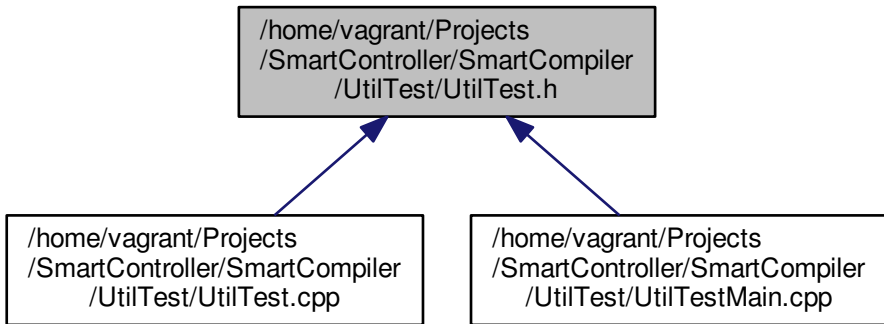 /home/vagrant/Projects
/SmartController/SmartCompiler
/UtilTest/UtilTest.h
/home/vagrant/Projects
/SmartController/SmartCompiler
/UtilTest/UtilTest.cpp
/home/vagrant/Projects
/SmartController/SmartCompiler
/UtilTest/UtilTestMain.cpp